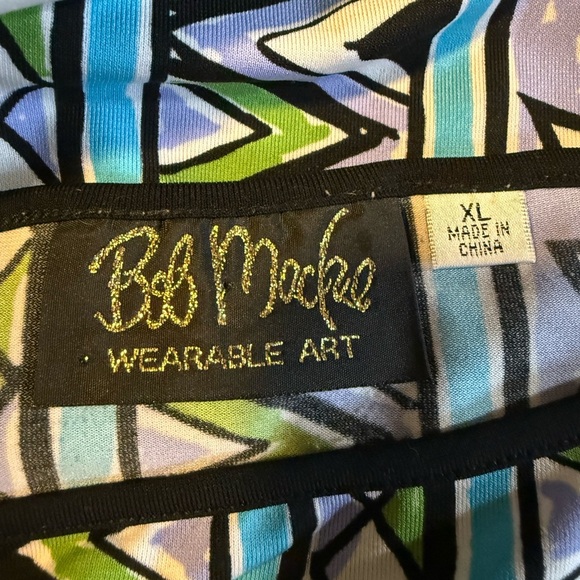 Bob Mackie
WEARABLE ART
XL
MADE IN
CHINA